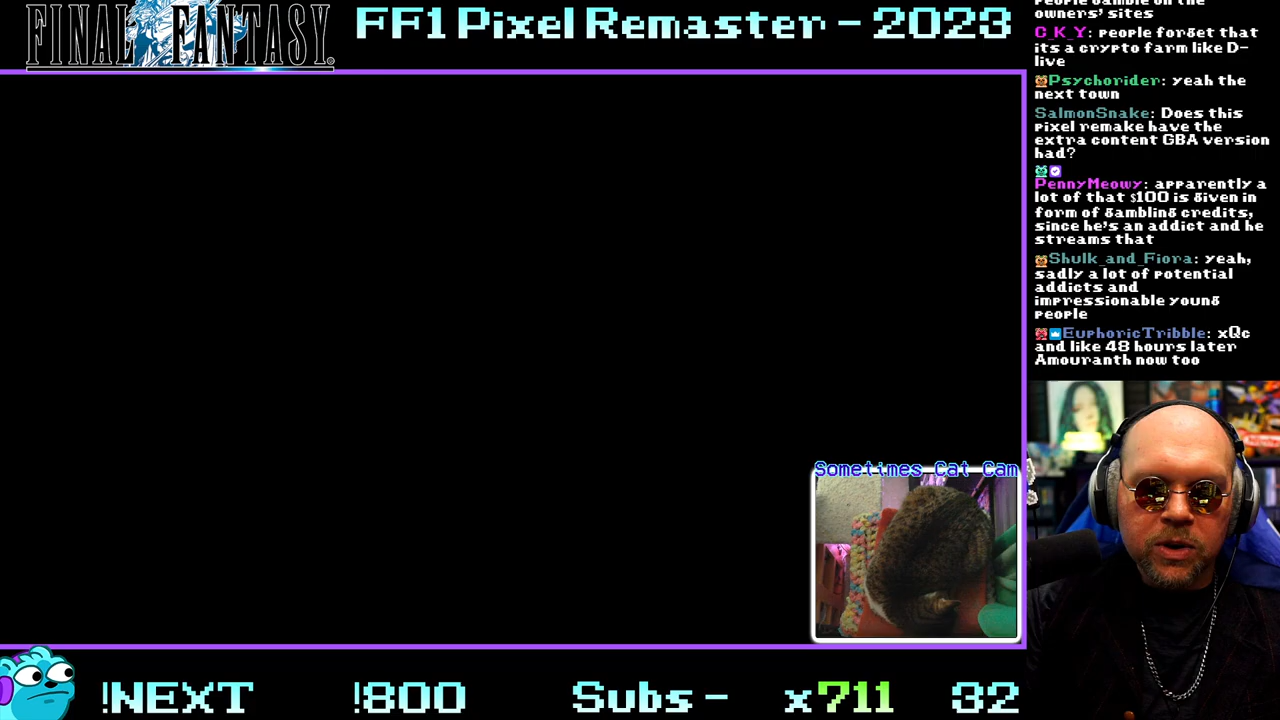 FINAL FANTASY
FF1 Pixel Remaster - 2023
people gamble on the
owners' sites
C_K_Y: people forget that
its a crypto farm like D-
live
Psychorider: yeah the
next town
SalmonSnake: Does this
pixel remake have the
extra content GBA version
had?
PennyMeowy: apparently a
lot of that $100 is given in
form of gambling credits,
since he's an addict and he
streams that
Shulk_and_Fiora: yeah,
sadly a lot of potential
addicts and
impressionable young
people
EuphoricTribble: xQc
and like 48 hours later
Amouranth now too
Sometimes Cat Cam
!NEXT !800 Subs - x711 32